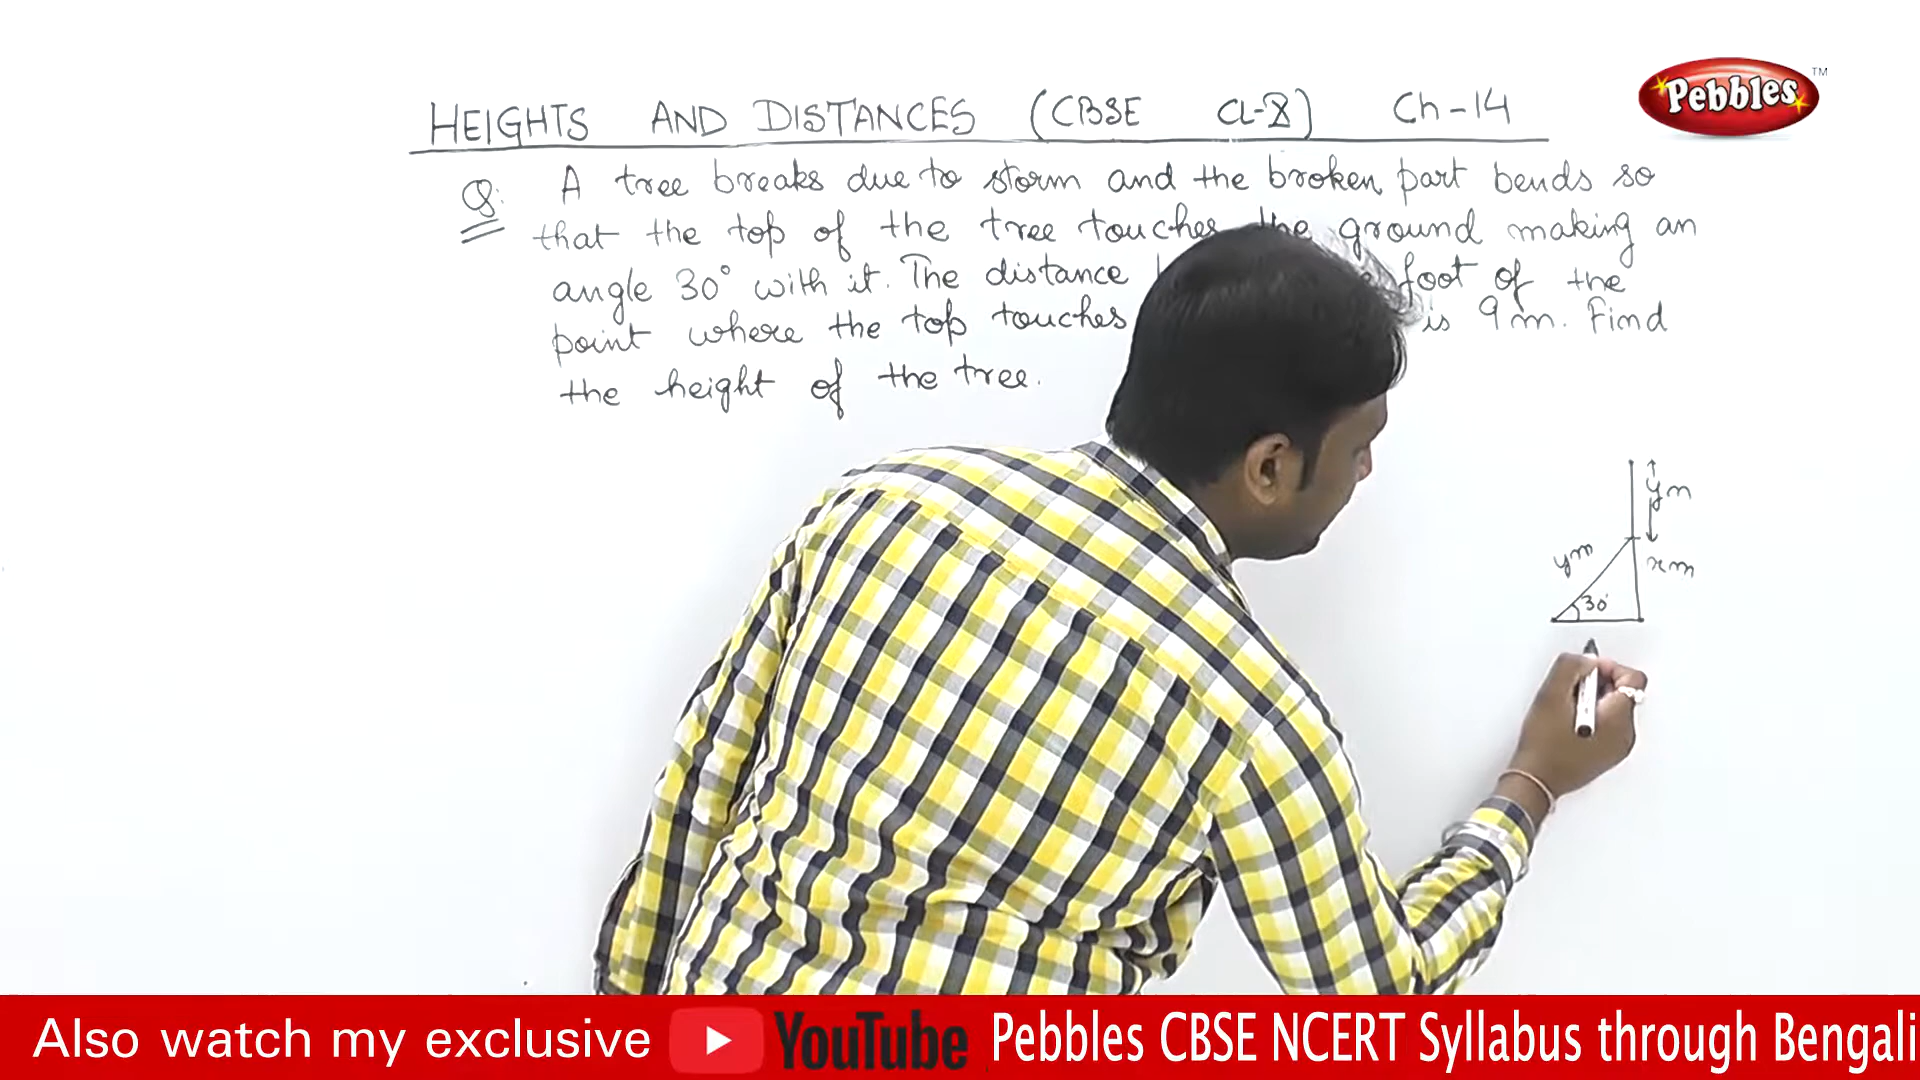 HEIGHTS AND DISTANCES (CBSE Cl-X) Ch-14
Pebbles TM
Q: A tree breaks due to storm and the broken part bends so
that the top of the tree touches the ground making an
angle 30° with it. The distance foot of the
point where the top touches is 9 m. Find
the height of the tree.
y m
y m
x m
30°
Also watch my exclusive YouTube Pebbles CBSE NCERT Syllabus through Bengali